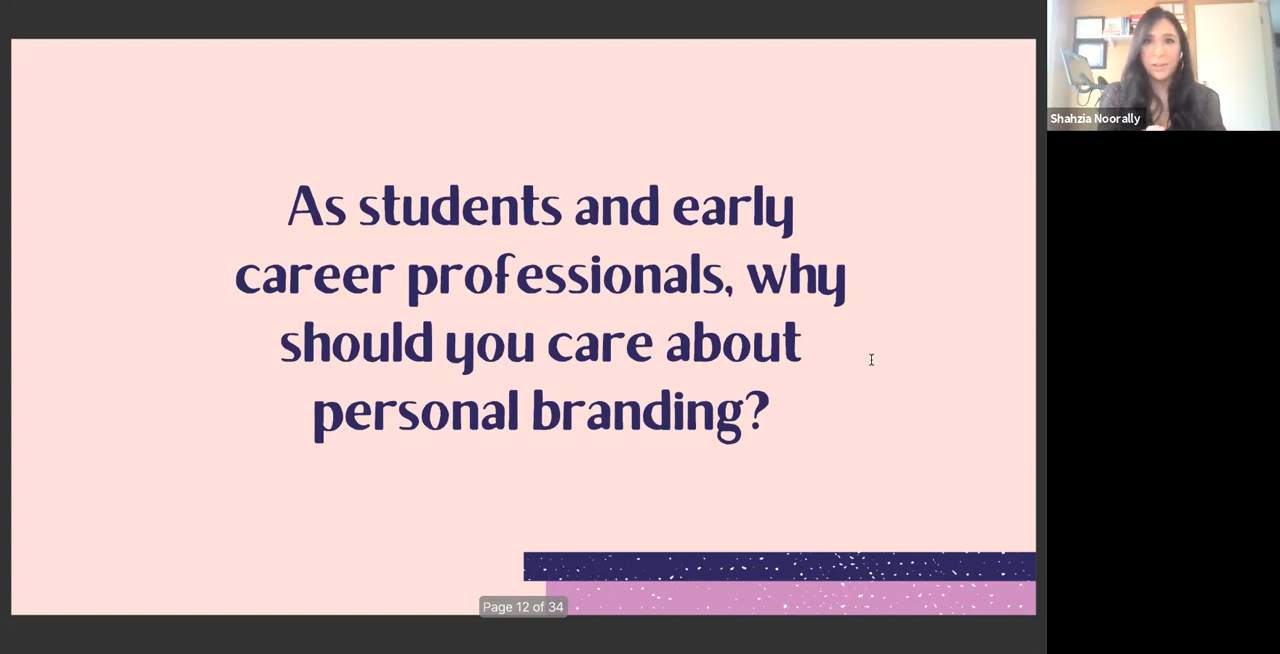 As students and early
career professionals, why
should you care about
personal branding?
Page 12 of 34
Shahzia Noorally